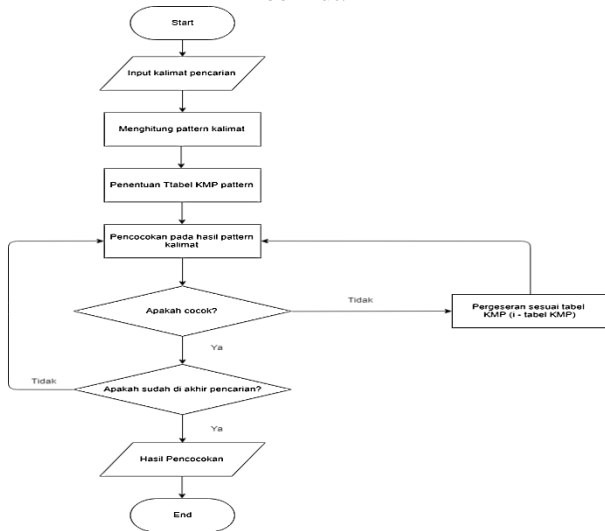 Start
Input kalimat pencarian
Menghitung pattern kalimat
Penentuan Ttabel KMP pattern
Pencocokan pada hasil pattern
kalimat
Apakah cocok?
Tidak
Pergeseran sesuai tabel
KMP (i - tabel KMP)
Ya
Tidak
Apakah sudah di akhir pencarian?
Ya
Hasil Pencocokan
End